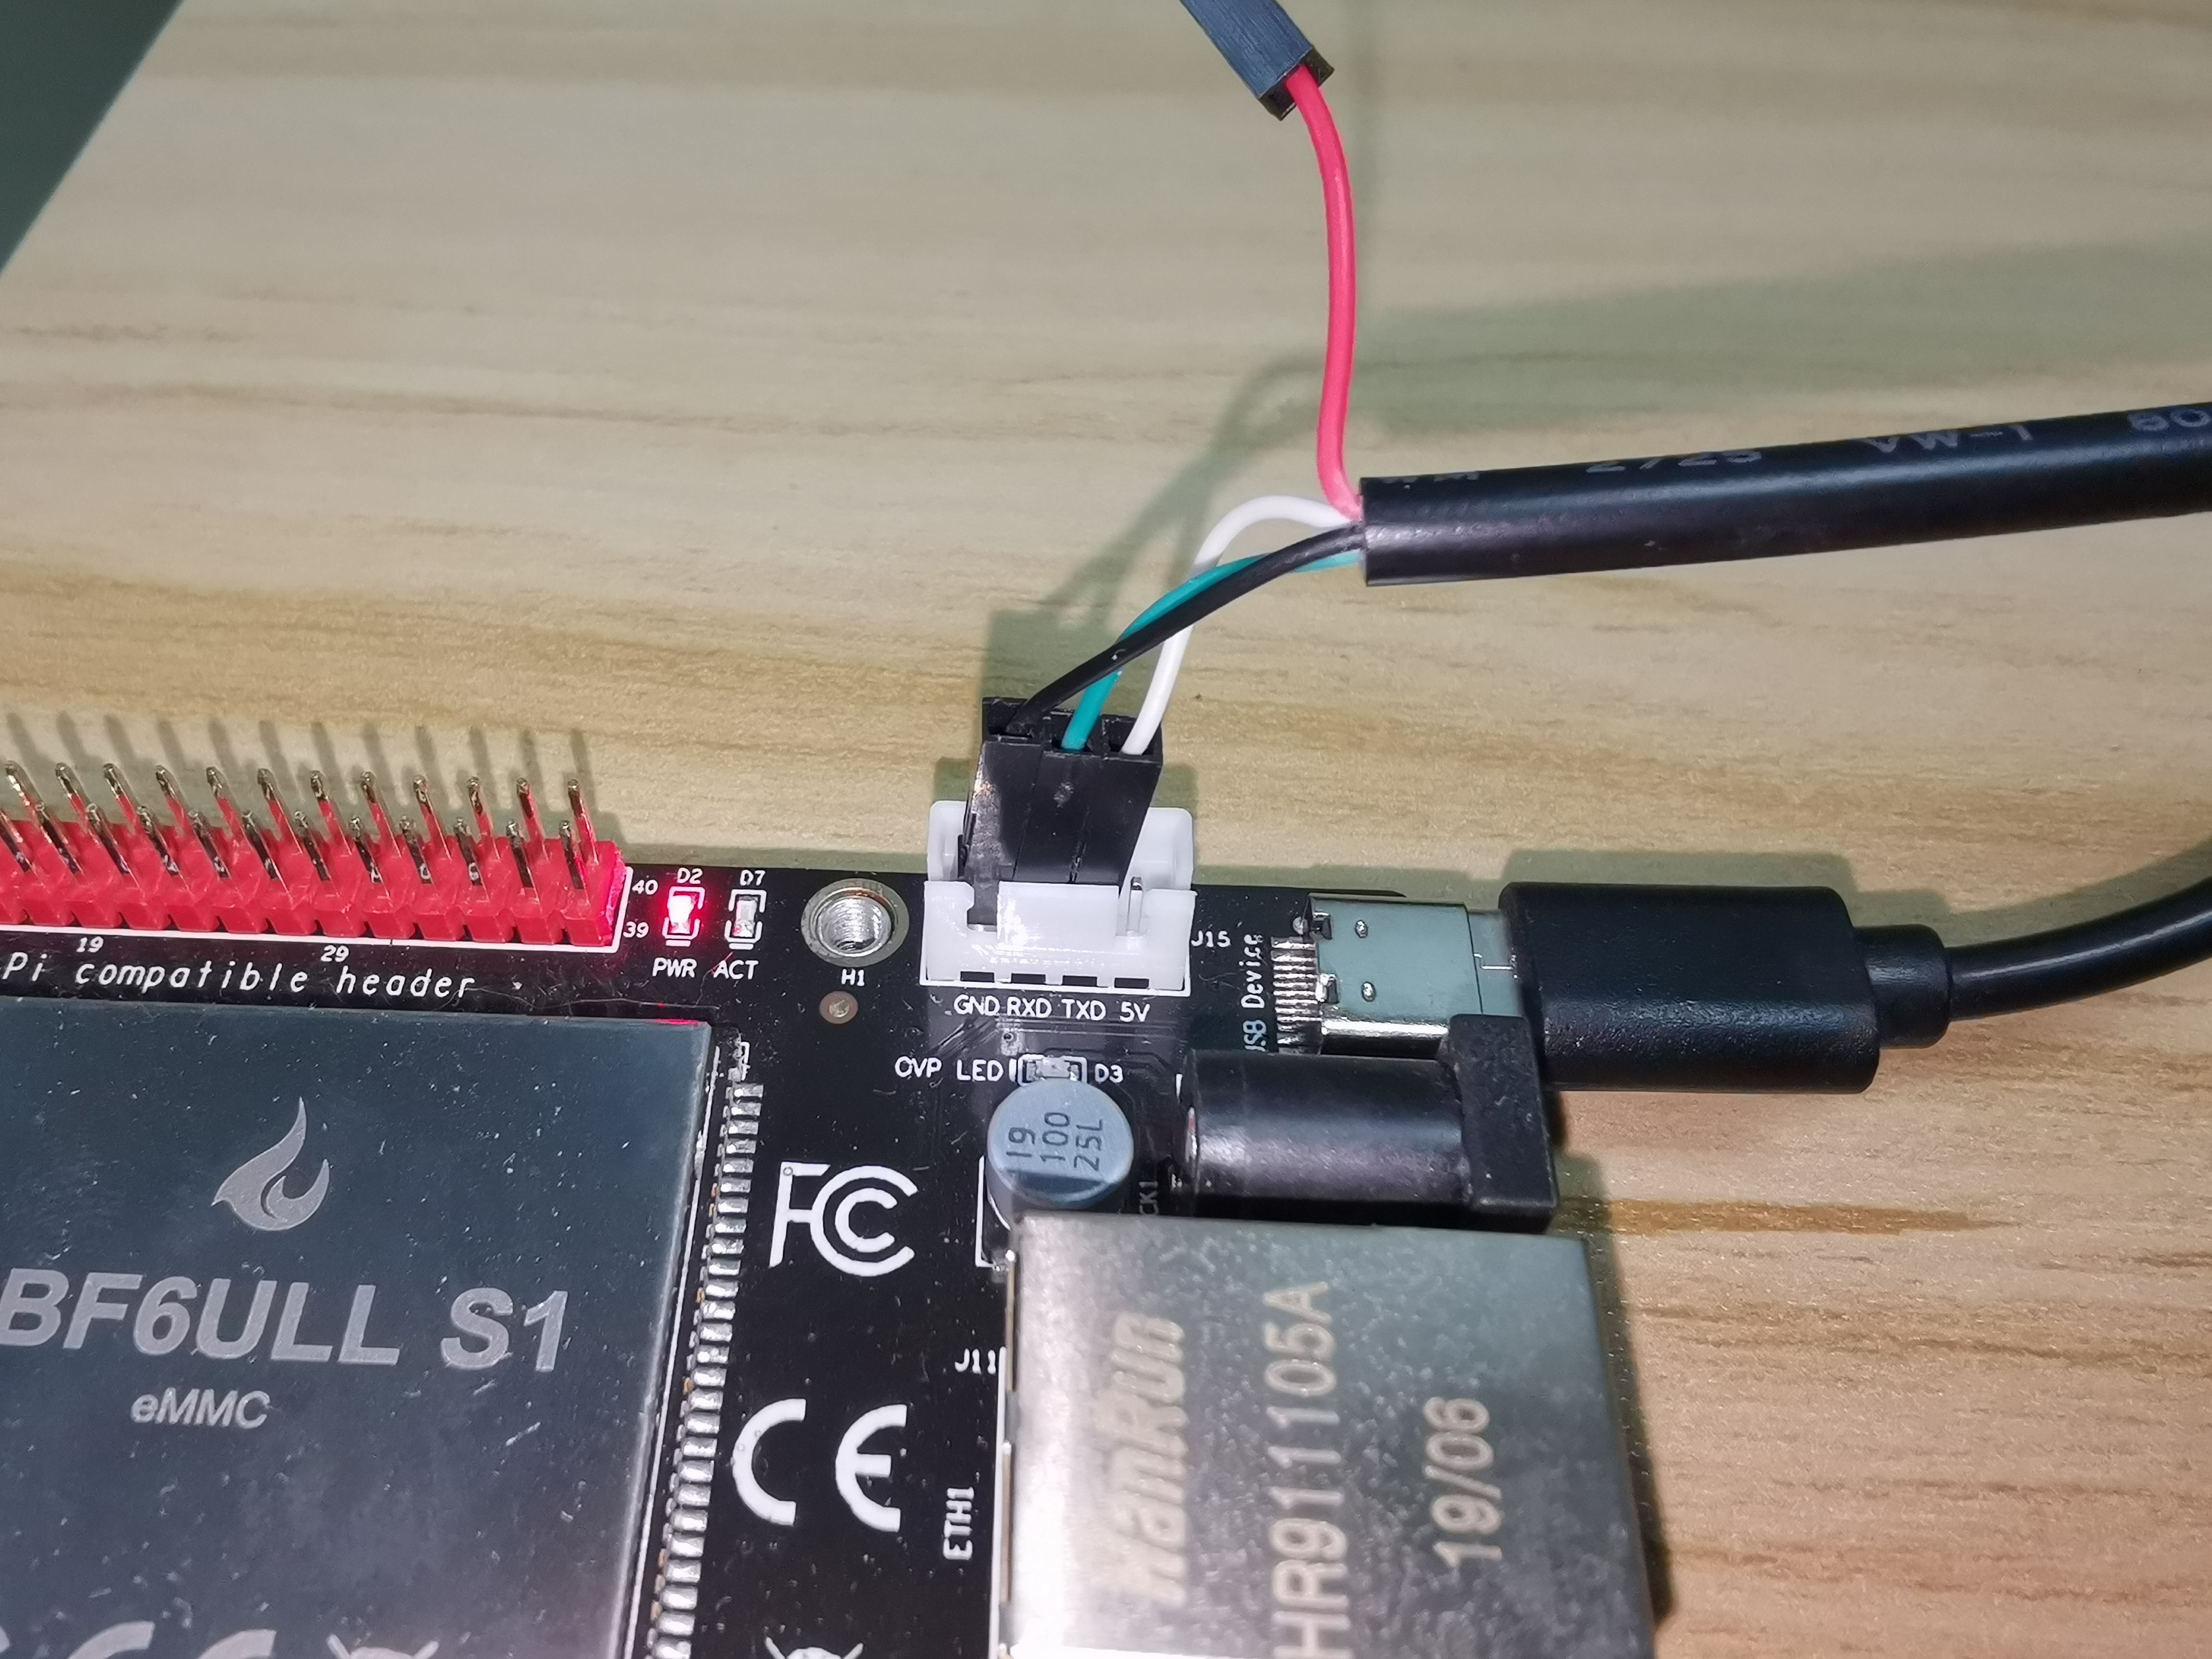 2725 VW-1 80
D2 D7
40
39
19 29
PWR ACT
Pi compatible header
H1
J15
GND RXD TXD 5V
USB Device
OVP LED D3
19
100
25L
FC
BF6ULL S1
eMMC
CE
J11
ETH1
CK1
HanRun
HR911105A
19/06